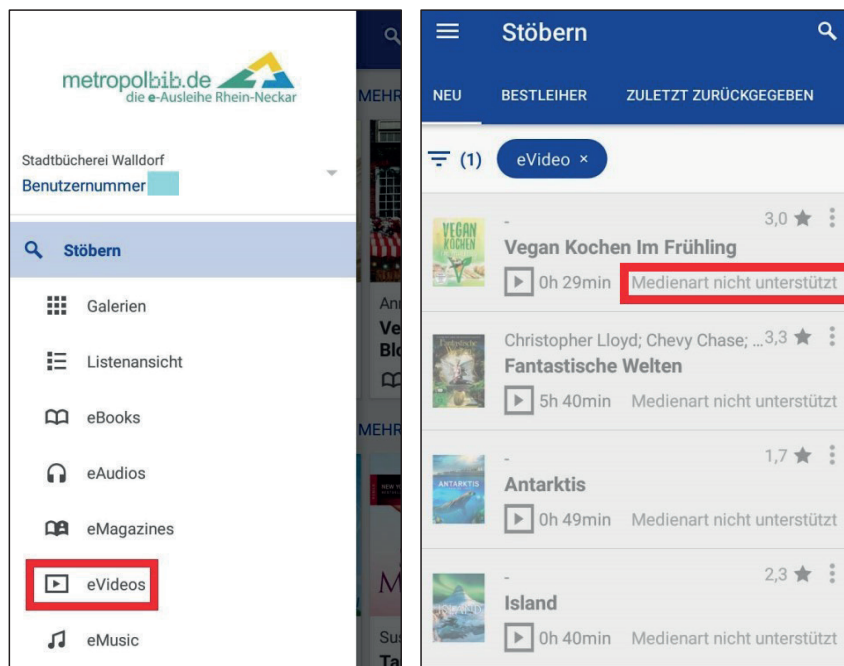 metropolbib.de
die e-Ausleihe Rhein-Neckar
Stadtbücherei Walldorf
Benutzernummer
Stöbern
Galerien
Listenansicht
eBooks
eAudios
eMagazines
eVideos
eMusic
MEHR
Ve
MEHR
Ta
Stöbern
NEU BESTLEIHER ZULETZT ZURÜCKGEGEBEN
(1) eVideo ×
- 3,0 ★
VEGAN
KOCHEN
Vegan Kochen Im Frühling
0h 29min Medienart nicht unterstützt
Christopher Lloyd; Chevy Chase; ... 3,3 ★
Fantastische Welten
5h 40min Medienart nicht unterstützt
- 1,7 ★
ANTARKTIS
Antarktis
0h 49min Medienart nicht unterstützt
- 2,3 ★
Island
0h 40min Medienart nicht unterstützt